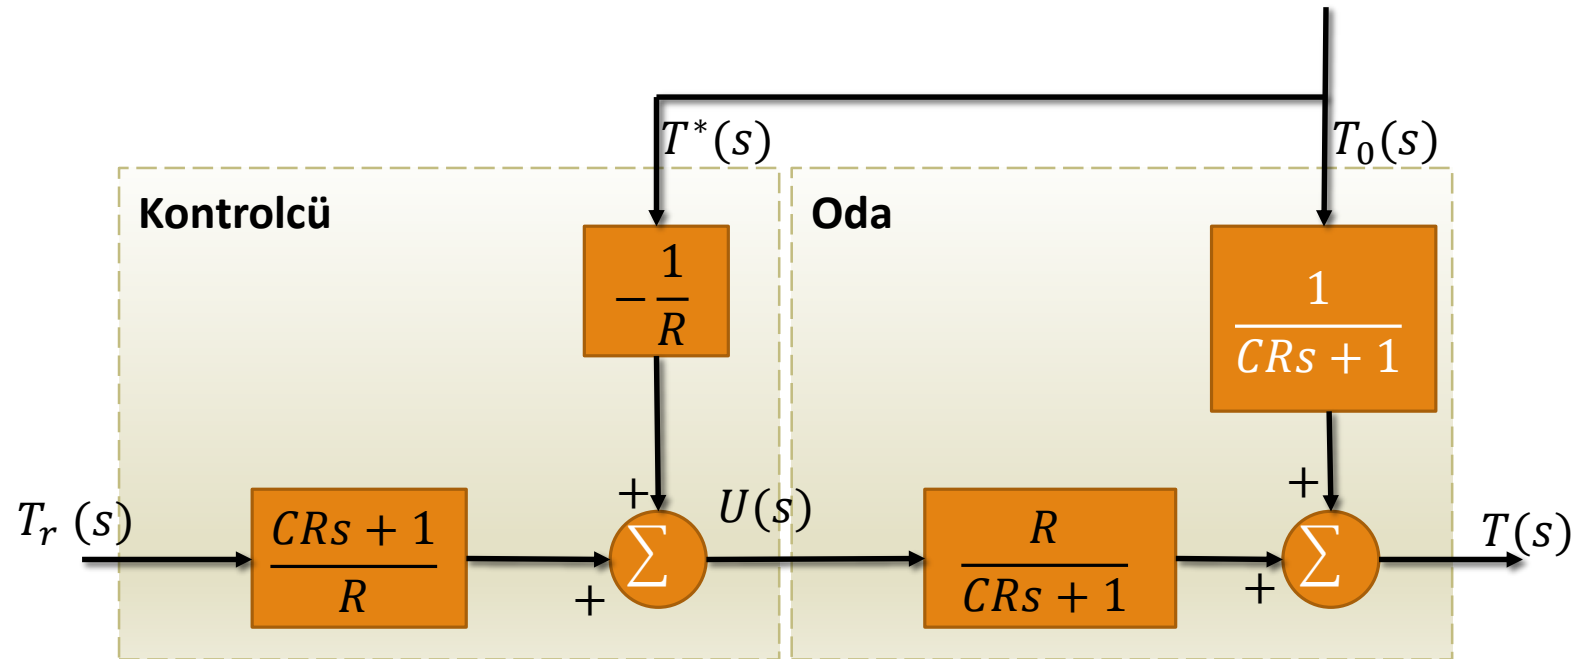 T*(s)
T₀(s)
Kontrolcü
Oda
−1/R
1/(CRs + 1)
+
+
T_r (s)
(CRs + 1)/R
∑
+
U(s)
R/(CRs + 1)
∑
+
T(s)